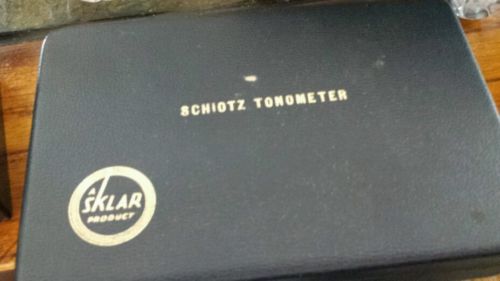 SCHIOTZ TONOMETER
A
SKLAR
PRODUCT